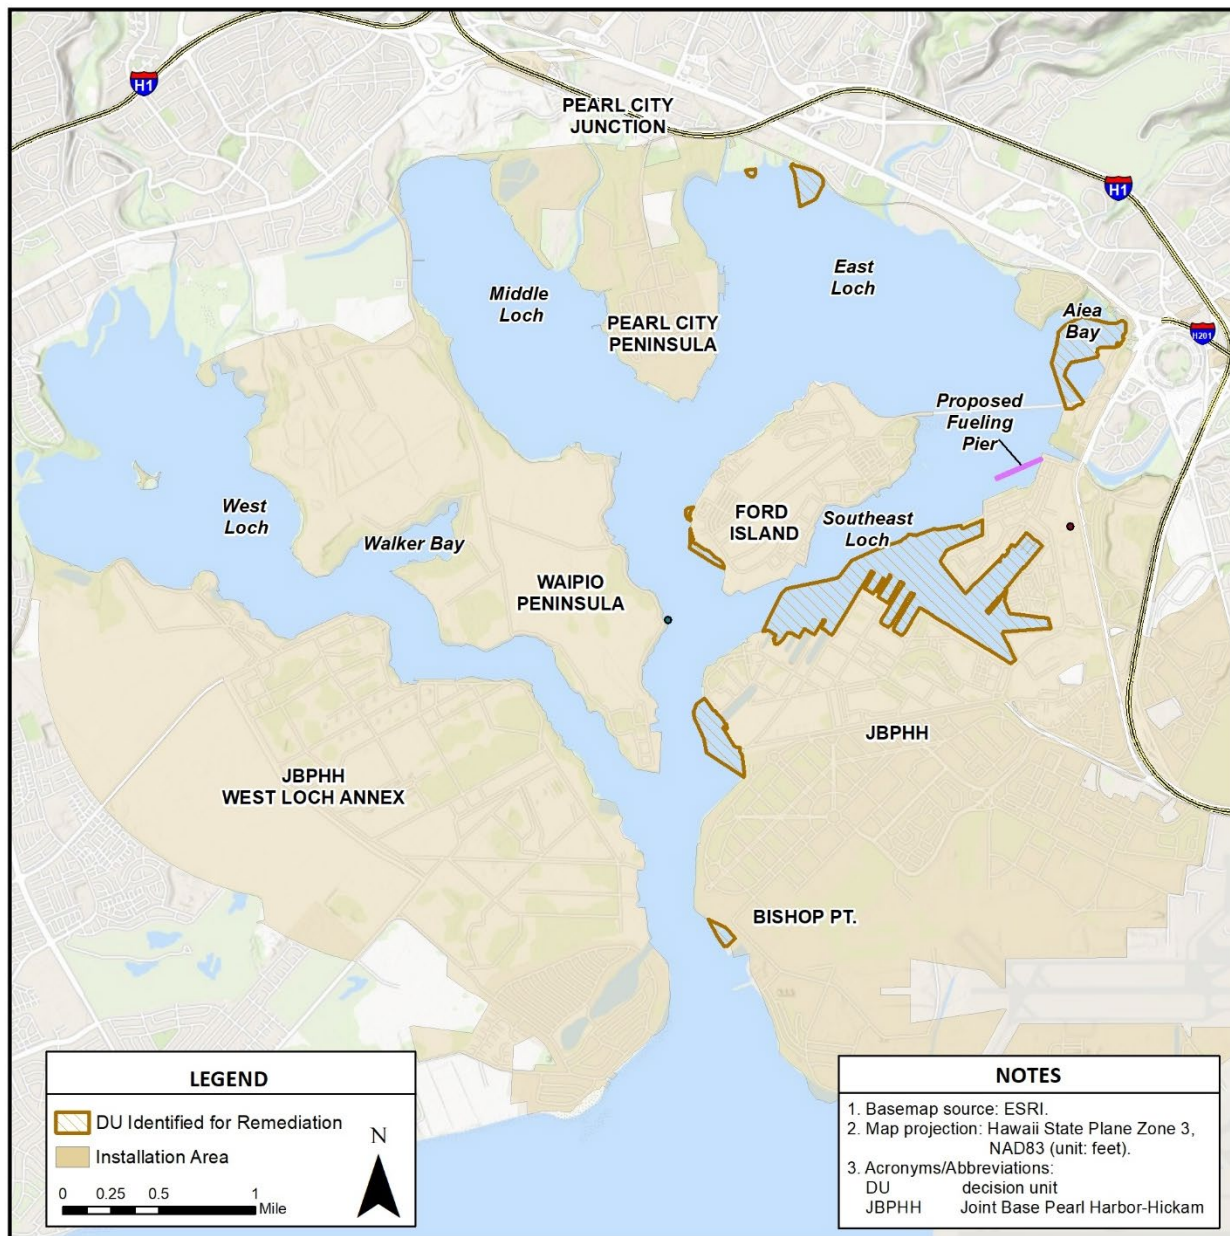 H1
PEARL CITY
JUNCTION
H1
East
Loch
Middle
Loch
Aiea
Bay
PEARL CITY
PENINSULA
H201
Proposed
Fueling
Pier
West
Loch
FORD
ISLAND
Southeast
Loch
Walker Bay
WAIPIO
PENINSULA
JBPHH
JBPHH
WEST LOCH ANNEX
BISHOP PT.
LEGEND
DU Identified for Remediation
Installation Area
N
0 0.25 0.5 1
Mile
NOTES
1. Basemap source: ESRI.
2. Map projection: Hawaii State Plane Zone 3,
NAD83 (unit: feet).
3. Acronyms/Abbreviations:
DU decision unit
JBPHH Joint Base Pearl Harbor-Hickam